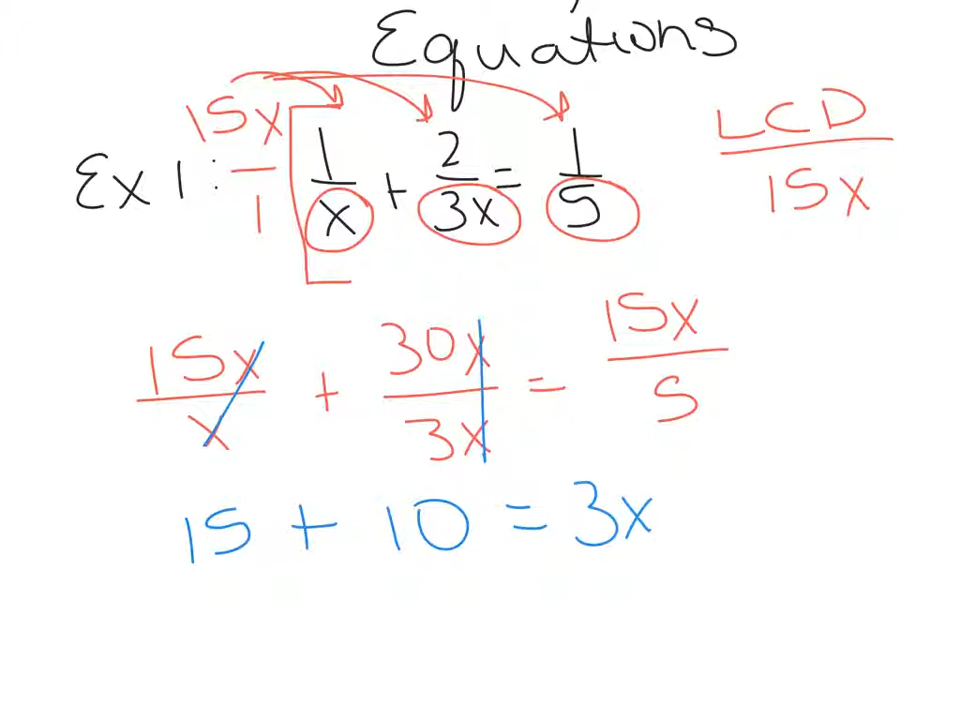 Equations
LCD
15x
Ex 1: 15x/1 [ 1/x + 2/3x = 1/5
15x/x + 30x/3x = 15x/5
15 + 10 = 3x